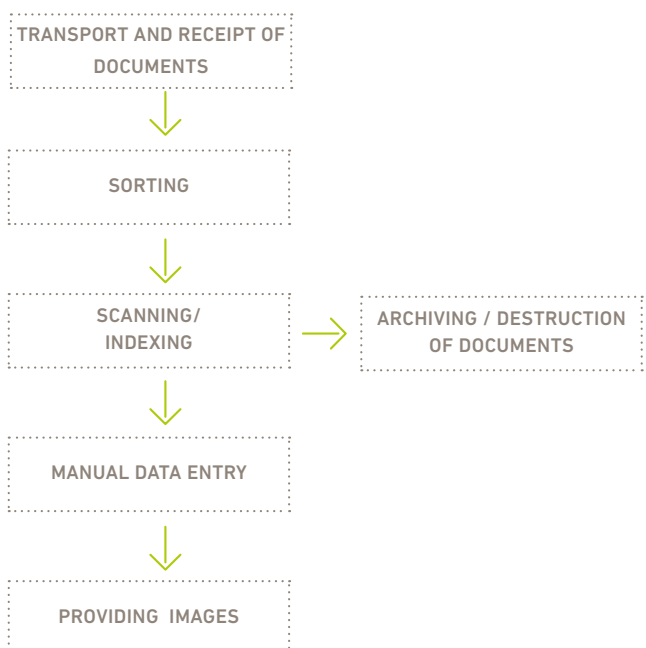 TRANSPORT AND RECEIPT OF
DOCUMENTS
SORTING
SCANNING/
INDEXING
ARCHIVING / DESTRUCTION
OF DOCUMENTS
MANUAL DATA ENTRY
PROVIDING IMAGES